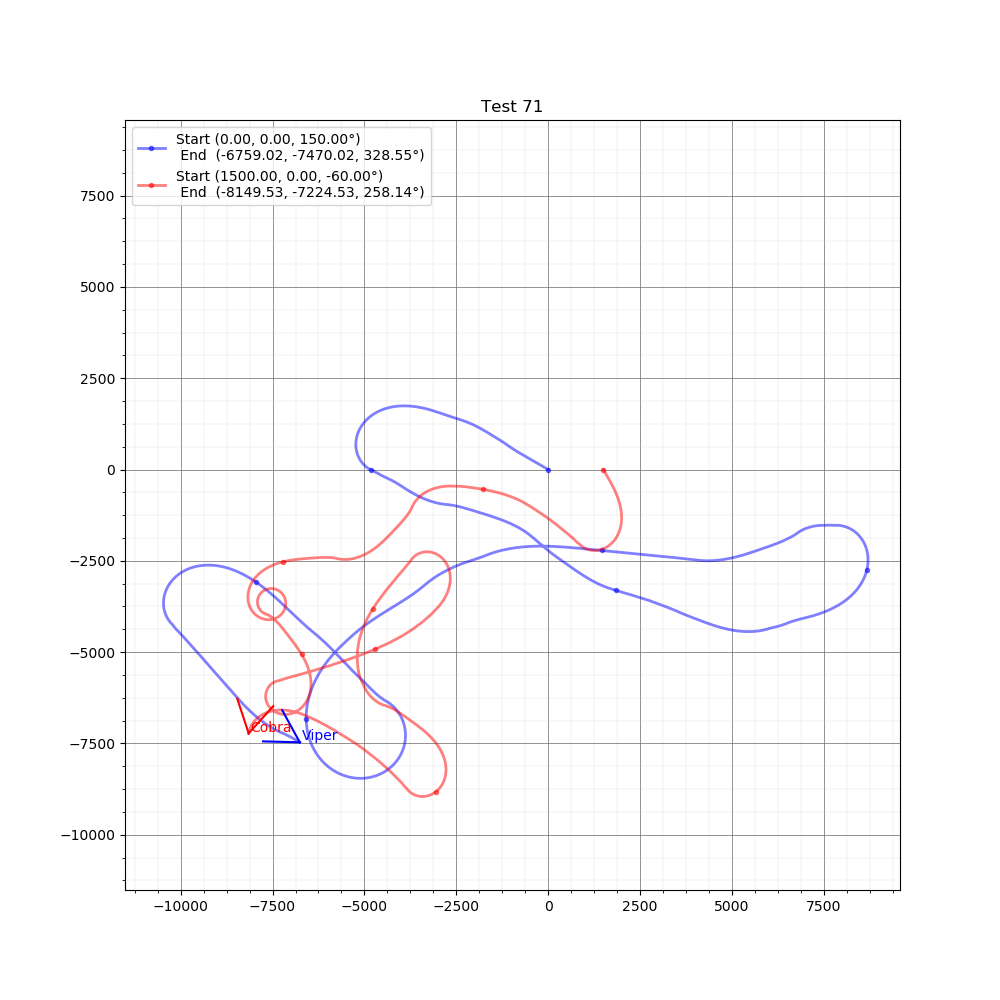 Test 71
Start (0.00, 0.00, 150.00°)
End (-6759.02, -7470.02, 328.55°)
Start (1500.00, 0.00, -60.00°)
End (-8149.53, -7224.53, 258.14°)
7500
5000
2500
0
−2500
−5000
−7500
−10000
Cobra
Viper
−10000 −7500 −5000 −2500 0 2500 5000 7500